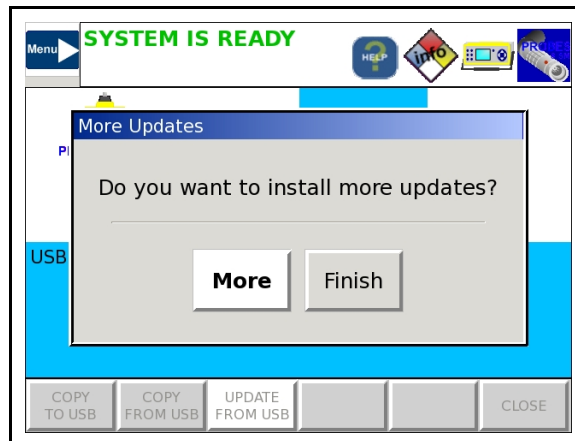 Menu
SYSTEM IS READY
HELP
info
PROBES
More Updates
Do you want to install more updates?
USB
More
Finish
COPY
TO USB
COPY
FROM USB
UPDATE
FROM USB
CLOSE